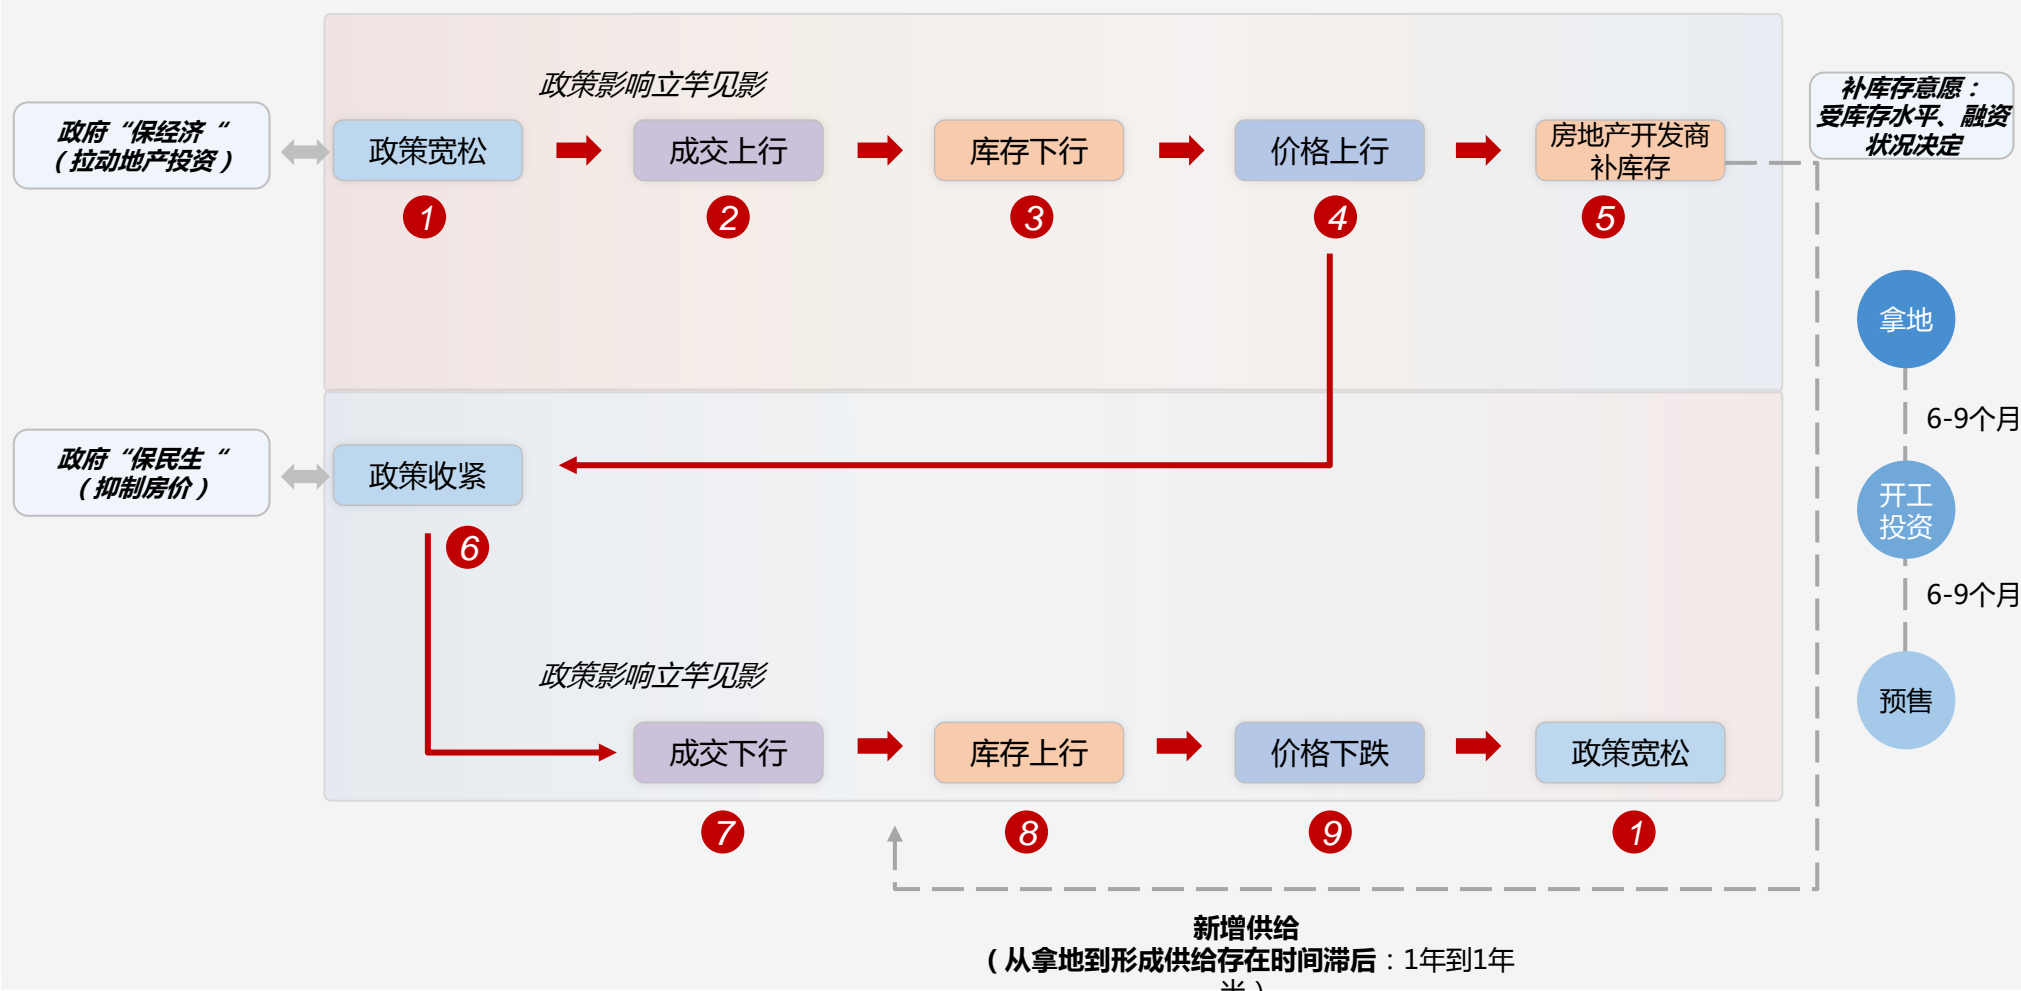 政策影响立竿见影
政府“保经济“
（拉动地产投资）
政策宽松
成交上行
库存下行
价格上行
房地产开发商
补库存
补库存意愿：
受库存水平、融资
状况决定
1
2
3
4
5
拿地
6-9个月
政府“保民生“
（抑制房价）
政策收紧
开工
投资
6
6-9个月
政策影响立竿见影
预售
成交下行
库存上行
价格下跌
政策宽松
7
8
9
1
新增供给
（从拿地到形成供给存在时间滞后：1年到1年
半）